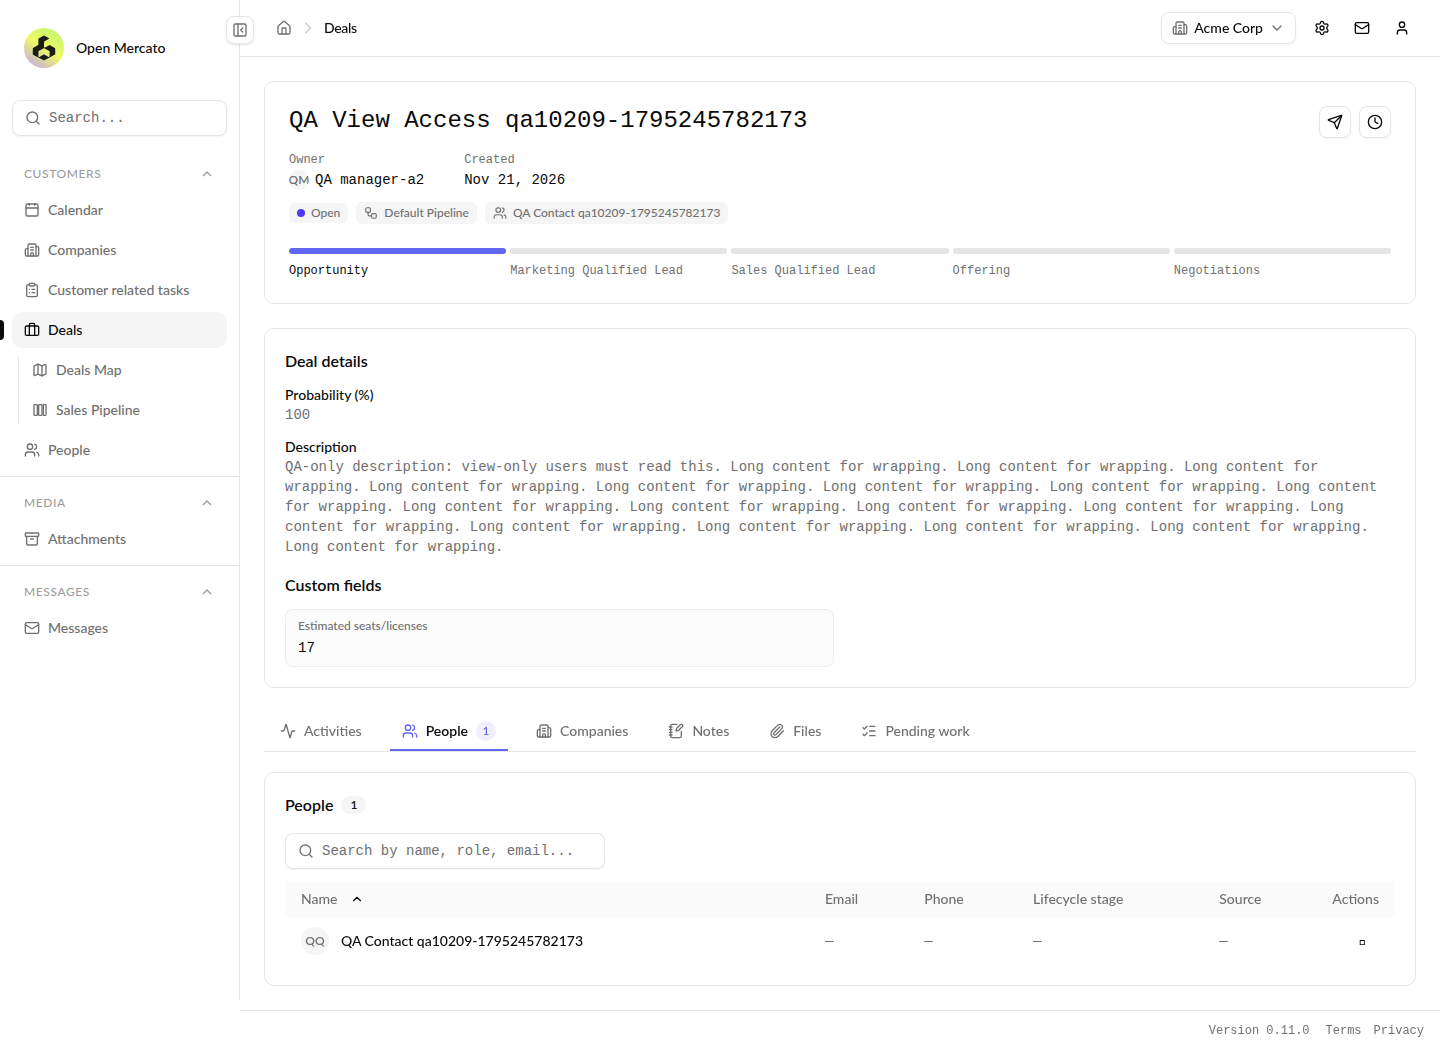 Open Mercato
Search...
CUSTOMERS
Calendar
Companies
Customer related tasks
Deals
Deals Map
Sales Pipeline
People
MEDIA
Attachments
MESSAGES
Messages
Deals
Acme Corp
QA View Access qa10209-1795245782173
Owner
Created
QM QA manager-a2
Nov 21, 2026
Open
Default Pipeline
QA Contact qa10209-1795245782173
Opportunity
Marketing Qualified Lead
Sales Qualified Lead
Offering
Negotiations
Deal details
Probability (%)
100
Description
QA-only description: view-only users must read this. Long content for wrapping. Long content for wrapping. Long content for
wrapping. Long content for wrapping. Long content for wrapping. Long content for wrapping. Long content for wrapping. Long content
for wrapping. Long content for wrapping. Long content for wrapping. Long content for wrapping. Long content for wrapping. Long
content for wrapping. Long content for wrapping. Long content for wrapping. Long content for wrapping. Long content for wrapping.
Long content for wrapping.
Custom fields
Estimated seats/licenses
17
Activities
People 1
Companies
Notes
Files
Pending work
People 1
Search by name, role, email...
Name Email Phone Lifecycle stage Source Actions
QQ QA Contact qa10209-1795245782173 — — — —
Version 0.11.0 Terms Privacy